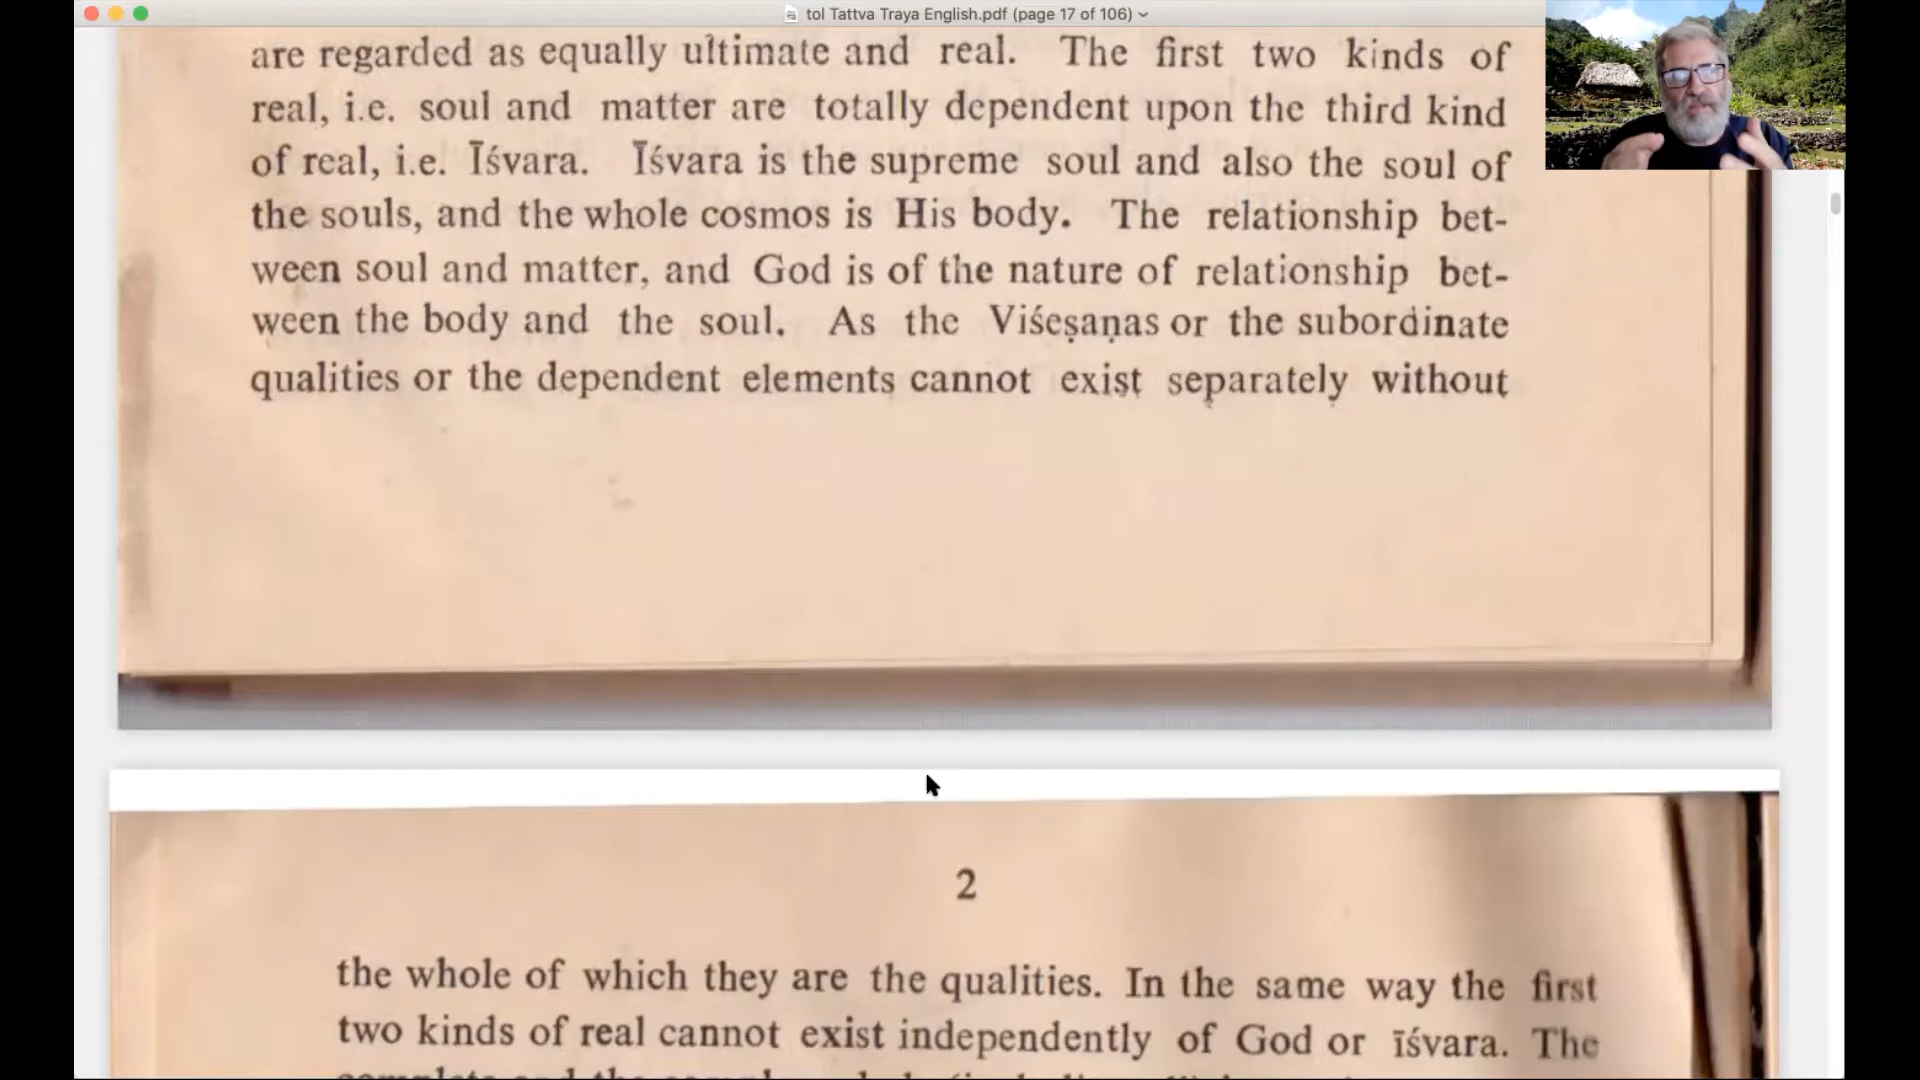 tol Tattva Traya English.pdf (page 17 of 106)
are regarded as equally ultimate and real. The first two kinds of
real, i.e. soul and matter are totally dependent upon the third kind
of real, i.e. Īśvara. Īśvara is the supreme soul and also the soul of
the souls, and the whole cosmos is His body. The relationship bet-
ween soul and matter, and God is of the nature of relationship bet-
ween the body and the soul. As the Viśeṣaṇas or the subordinate
qualities or the dependent elements cannot exist separately without
2
the whole of which they are the qualities. In the same way the first
two kinds of real cannot exist independently of God or īśvara. The